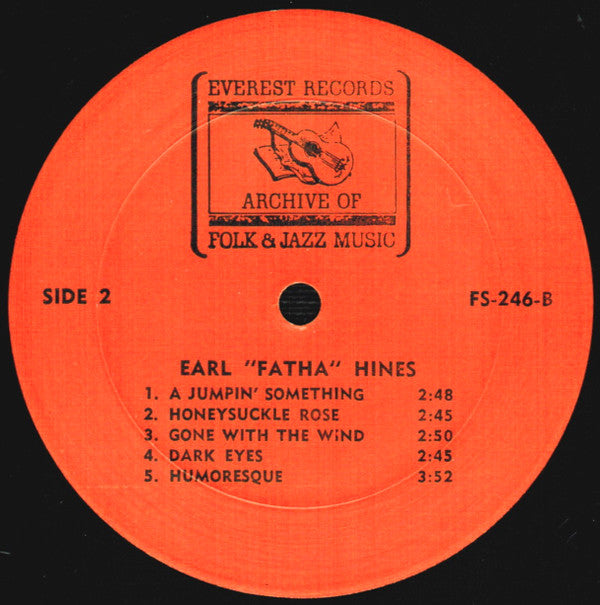 EVEREST RECORDS
ARCHIVE OF
FOLK & JAZZ MUSIC
SIDE 2
FS-246-B
EARL "FATHA" HINES
1. A JUMPIN' SOMETHING 2:48
2. HONEYSUCKLE ROSE 2:45
3. GONE WITH THE WiND 2:50
4. DARK EYES 2:45
5. HUMORESQUE 3:52